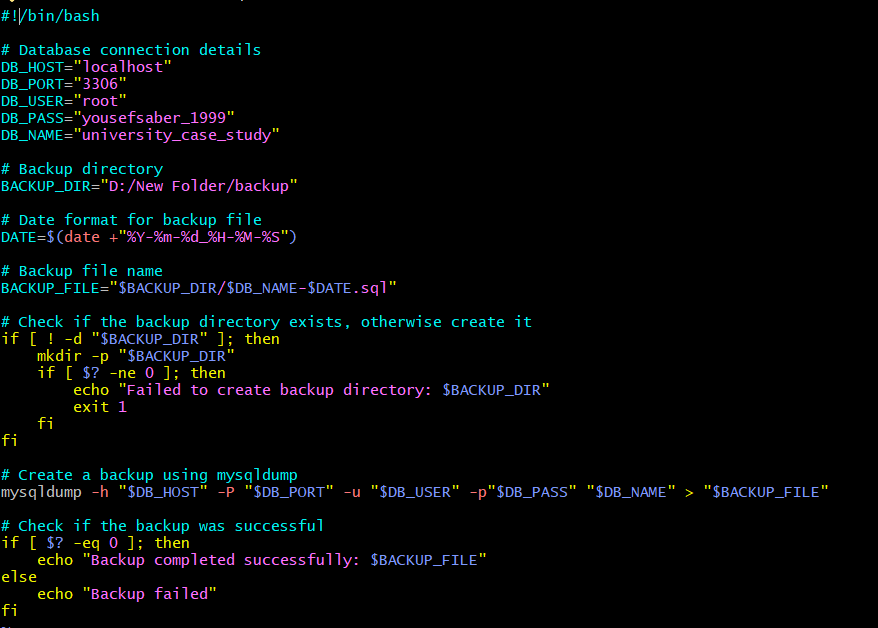 #!/bin/bash

# Database connection details
DB_HOST="localhost"
DB_PORT="3306"
DB_USER="root"
DB_PASS="yousefsaber_1999"
DB_NAME="university_case_study"

# Backup directory
BACKUP_DIR="D:/New Folder/backup"

# Date format for backup file
DATE=$(date +"%Y-%m-%d_%H-%M-%S")

# Backup file name
BACKUP_FILE="$BACKUP_DIR/$DB_NAME-$DATE.sql"

# Check if the backup directory exists, otherwise create it
if [ ! -d "$BACKUP_DIR" ]; then
    mkdir -p "$BACKUP_DIR"
    if [ $? -ne 0 ]; then
        echo "Failed to create backup directory: $BACKUP_DIR"
        exit 1
    fi
fi

# Create a backup using mysqldump
mysqldump -h "$DB_HOST" -P "$DB_PORT" -u "$DB_USER" -p"$DB_PASS" "$DB_NAME" > "$BACKUP_FILE"

# Check if the backup was successful
if [ $? -eq 0 ]; then
    echo "Backup completed successfully: $BACKUP_FILE"
else
    echo "Backup failed"
fi